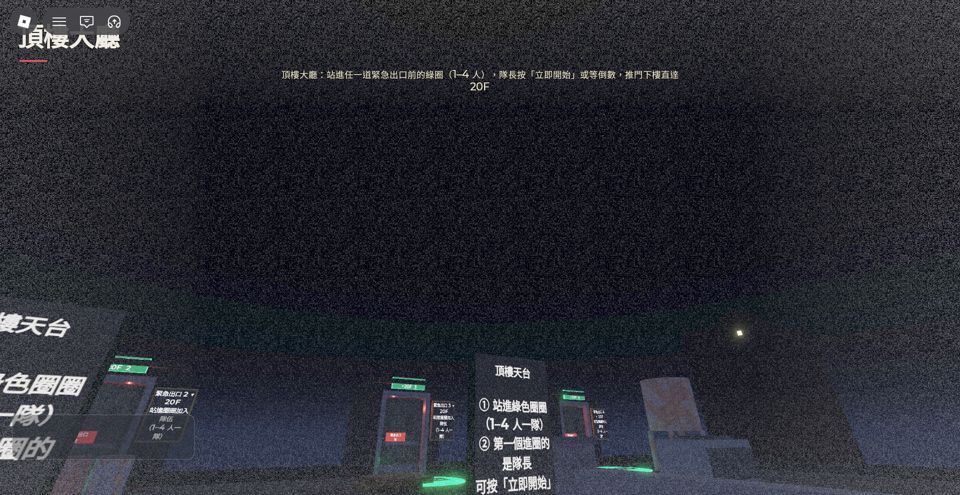 頂樓大廳
頂樓大廳：站進任一道緊急出口前的綠圈（1–4 人），隊長按「立即開始」或等倒數，推門下樓直達
20F
樓天台
色圈圈
一隊）
圈的
緊急出口 2
20F
站進圈圈加入
隊伍
（1–4 人一
隊）
頂樓天台
① 站進綠色圈圈
（1–4 人一隊）
② 第一個進圈的
是隊長
可按「立即開始」